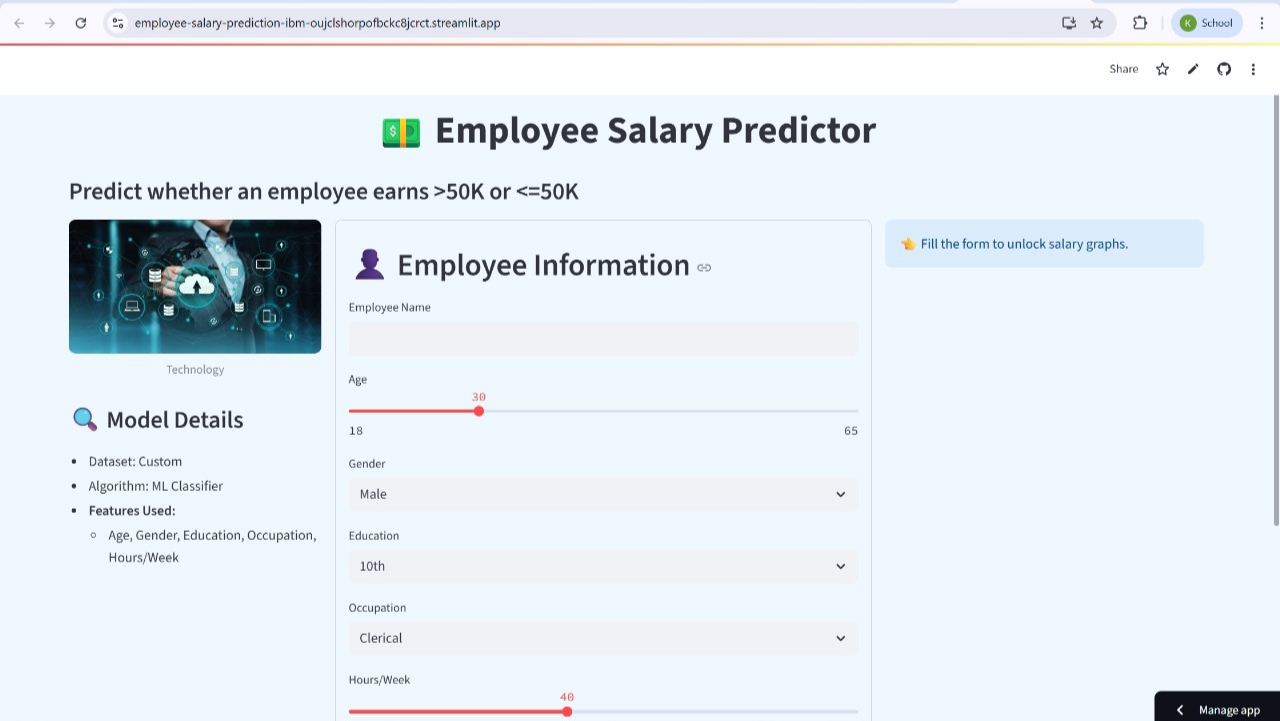 employee-salary-prediction-ibm-oujclshorpofbckc8jcrct.streamlit.app
K School
Share
Employee Salary Predictor
Predict whether an employee earns >50K or <=50K
Technology
Model Details
• Dataset: Custom
• Algorithm: ML Classifier
• Features Used:
○ Age, Gender, Education, Occupation,
Hours/Week
Employee Information
Employee Name
Age
30
18 65
Gender
Male
Education
10th
Occupation
Clerical
Hours/Week
40
👈 Fill the form to unlock salary graphs.
Manage app